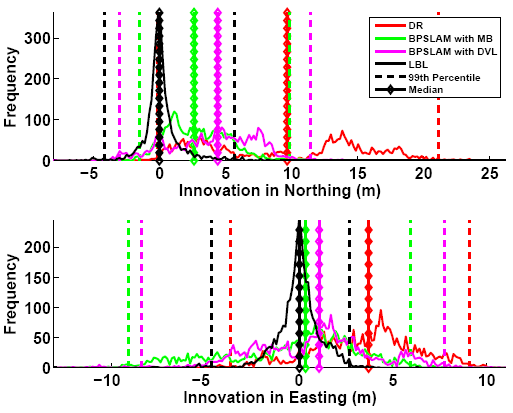 DR
BPSLAM with MB
BPSLAM with DVL
LBL
99th Percentile
Median
Frequency
300
200
100
0
−5 0 5 10 15 20 25
Innovation in Northing (m)
Frequency
200
150
100
50
0
−10 −5 0 5 10
Innovation in Easting (m)